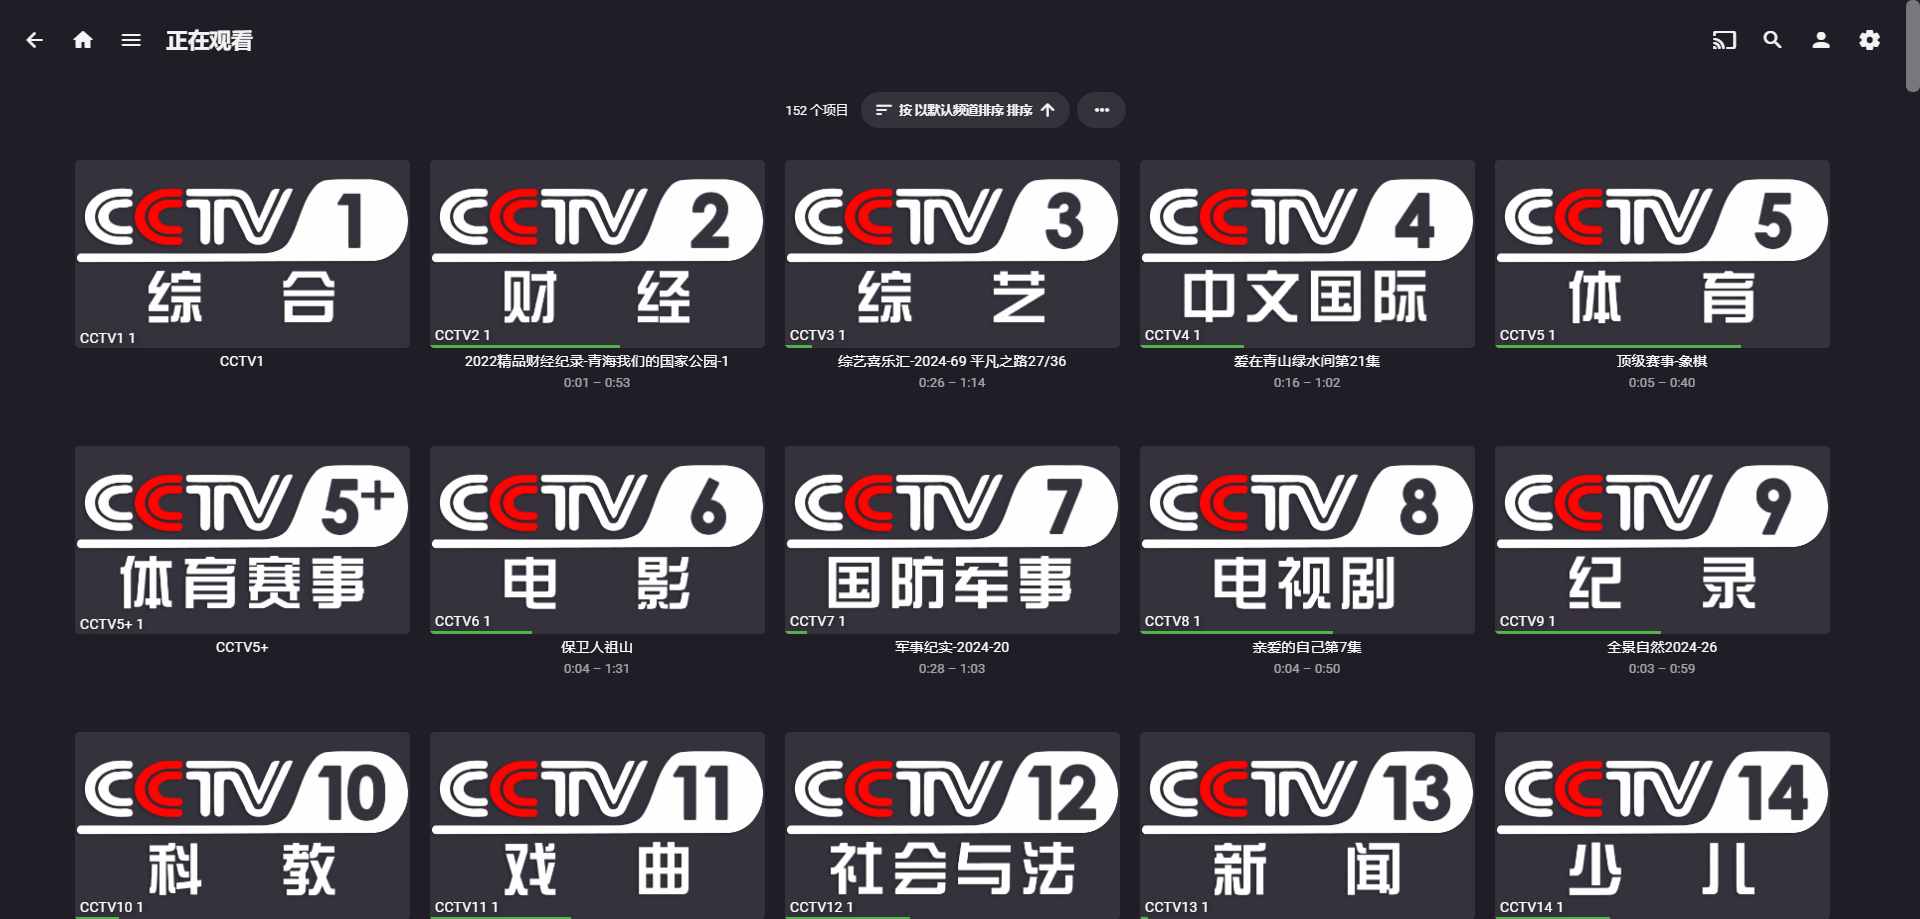 正在观看
152 个项目
按 以默认频道排序 排序
CCTV 1
综合
CCTV1 1
CCTV1
CCTV 2
财经
CCTV2 1
2022精品财经纪录-青海我们的国家公园-1
0:01 – 0:53
CCTV 3
综艺
CCTV3 1
综艺喜乐汇-2024-69 平凡之路27/36
0:26 – 1:14
CCTV 4
中文国际
CCTV4 1
爱在青山绿水间第21集
0:16 – 1:02
CCTV 5
体育
CCTV5 1
顶级赛事-象棋
0:05 – 0:40
CCTV 5+
体育赛事
CCTV5+ 1
CCTV5+
CCTV 6
电影
CCTV6 1
保卫人祖山
0:04 – 1:31
CCTV 7
国防军事
CCTV7 1
军事纪实-2024-20
0:28 – 1:03
CCTV 8
电视剧
CCTV8 1
亲爱的自己第7集
0:04 – 0:50
CCTV 9
纪录
CCTV9 1
全景自然2024-26
0:03 – 0:59
CCTV 10
科教
CCTV10 1
CCTV 11
戏曲
CCTV11 1
CCTV 12
社会与法
CCTV12 1
CCTV 13
新闻
CCTV13 1
CCTV 14
少儿
CCTV14 1